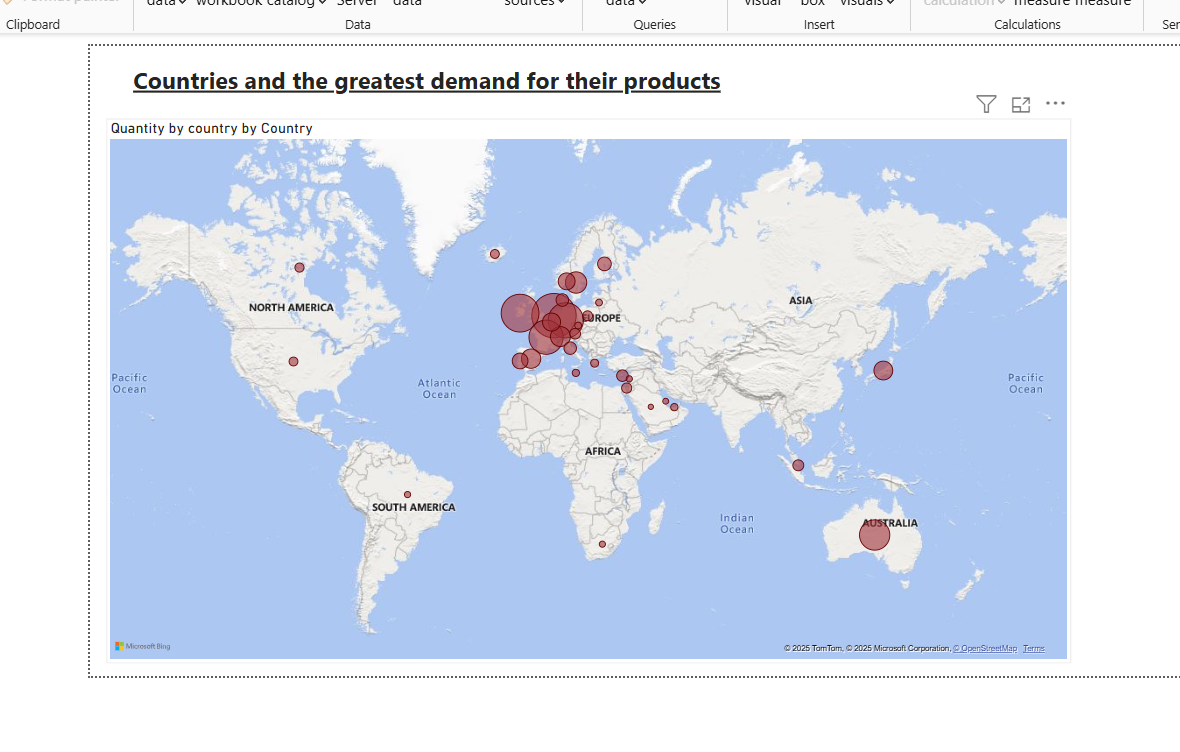 Format painter
data workbook catalog Server data sources data visual box visuals calculation measure measure
Clipboard Data Queries Insert Calculations
Countries and the greatest demand for their products
Quantity by country by Country
NORTH AMERICA
EUROPE
ASIA
Pacific
Ocean
Atlantic
Ocean
Pacific
Ocean
AFRICA
SOUTH AMERICA
Indian
Ocean
AUSTRALIA
Microsoft Bing
© 2025 TomTom, © 2025 Microsoft Corporation, © OpenStreetMap Terms